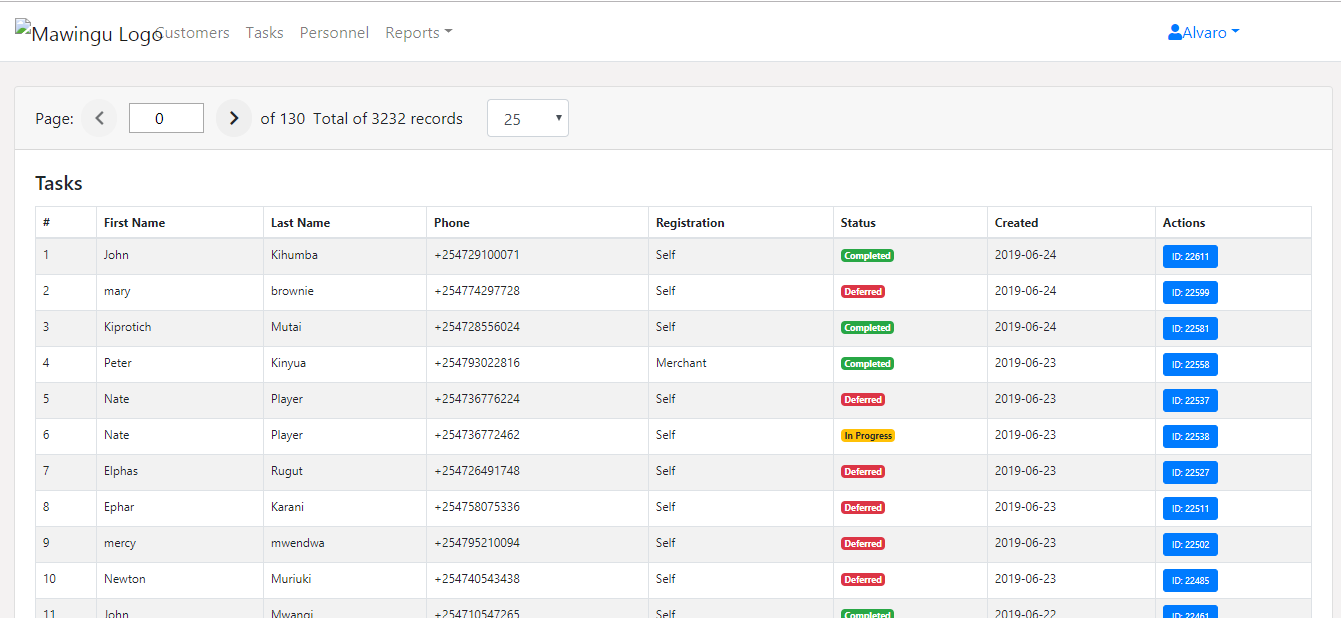 Mawingu Logo Customers Tasks Personnel Reports Alvaro
Page: 0 of 130 Total of 3232 records 25
Tasks
# First Name Last Name Phone Registration Status Created Actions
1 John Kihumba +254729100071 Self Completed 2019-06-24 ID: 22611
2 mary brownie +254774297728 Self Deferred 2019-06-24 ID: 22599
3 Kiprotich Mutai +254728556024 Self Completed 2019-06-24 ID: 22581
4 Peter Kinyua +254793022816 Merchant Completed 2019-06-23 ID: 22558
5 Nate Player +254736776224 Self Deferred 2019-06-23 ID: 22537
6 Nate Player +254736772462 Self In Progress 2019-06-23 ID: 22538
7 Elphas Rugut +254726491748 Self Deferred 2019-06-23 ID: 22527
8 Ephar Karani +254758075336 Self Deferred 2019-06-23 ID: 22511
9 mercy mwendwa +254795210094 Self Deferred 2019-06-23 ID: 22502
10 Newton Muriuki +254740543438 Self Deferred 2019-06-23 ID: 22485
11 John Mwangi +254710547265 Self Completed 2019-06-22 ID: 22461